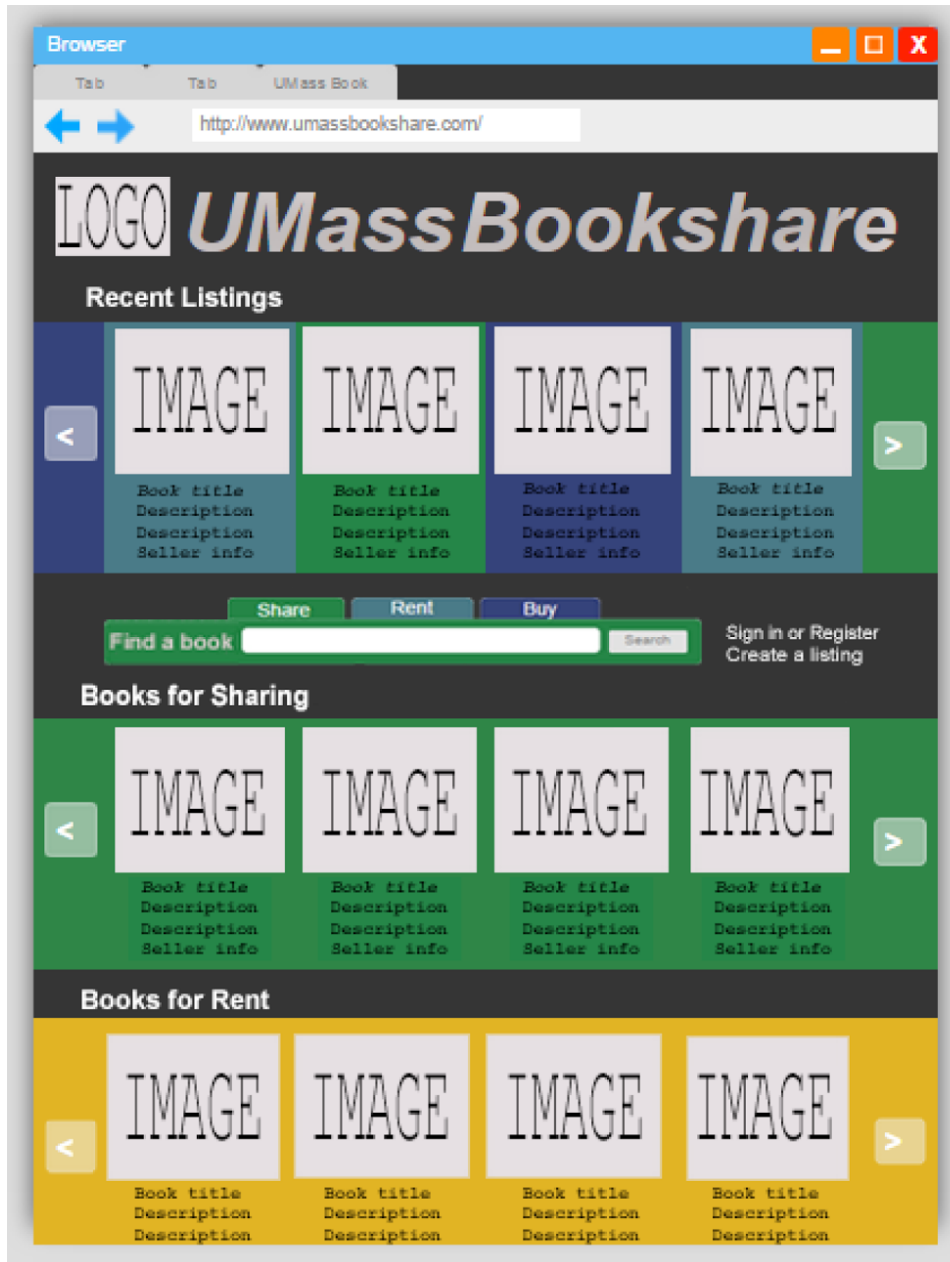 Browser
Tab Tab UMass Book
http://www.umassbookshare.com/
LOGO UMass Bookshare
Recent Listings
< IMAGE IMAGE IMAGE IMAGE >
Book title Book title Book title Book title
Description Description Description Description
Description Description Description Description
Seller info Seller info Seller info Seller info
Share Rent Buy
Find a book Search
Sign in or Register
Create a listing
Books for Sharing
< IMAGE IMAGE IMAGE IMAGE >
Book title Book title Book title Book title
Description Description Description Description
Description Description Description Description
Seller info Seller info Seller info Seller info
Books for Rent
< IMAGE IMAGE IMAGE IMAGE >
Book title Book title Book title Book title
Description Description Description Description
Description Description Description Description